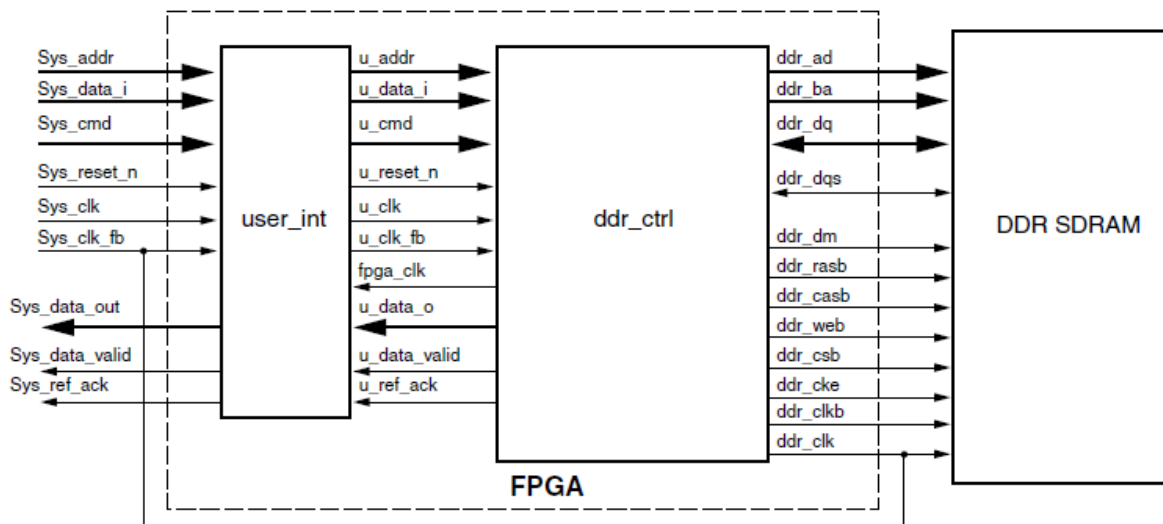 Sys_addr
Sys_data_i
Sys_cmd
Sys_reset_n
Sys_clk
Sys_clk_fb
Sys_data_out
Sys_data_valid
Sys_ref_ack
user_int
u_addr
u_data_i
u_cmd
u_reset_n
u_clk
u_clk_fb
fpga_clk
u_data_o
u_data_valid
u_ref_ack
ddr_ctrl
FPGA
ddr_ad
ddr_ba
ddr_dq
ddr_dqs
ddr_dm
ddr_rasb
ddr_casb
ddr_web
ddr_csb
ddr_cke
ddr_clkb
ddr_clk
DDR SDRAM